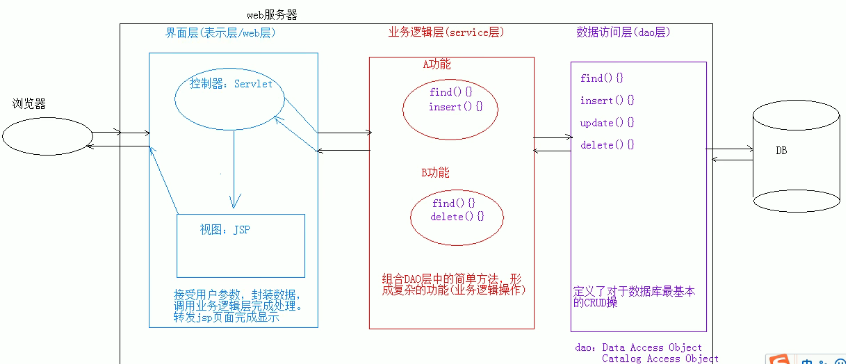 web服务器
界面层(表示层/web层)
业务逻辑层(service层)
数据访问层(dao层)
浏览器
控制器: Servlet
视图: JSP
接受用户参数, 封装数据,
调用业务逻辑层完成处理。
转发jsp页面完成显示
A功能
find(){}
insert(){}
B功能
find(){}
delete(){}
组合DAO层中的简单方法, 形
成复杂的功能(业务逻辑操作)
find(){}
insert(){}
update(){}
delete(){}
定义了对于数据库最基本
的CRUD操
DB
dao: Data Access Object
Catalog Access Object
中